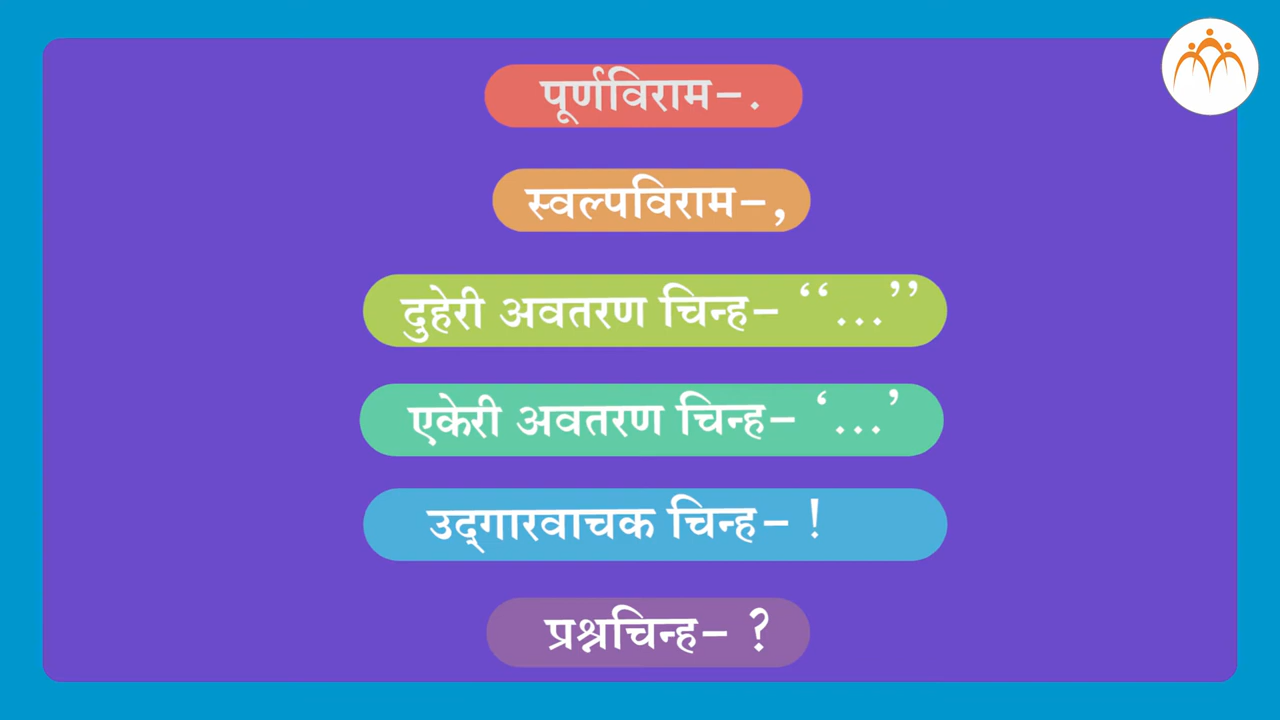 पूर्णविराम-.
स्वल्पविराम-,
दुहेरी अवतरण चिन्ह- ‘‘...’’
एकेरी अवतरण चिन्ह- ‘...’
उद्‌गारवाचक चिन्ह- !
प्रश्नचिन्ह- ?